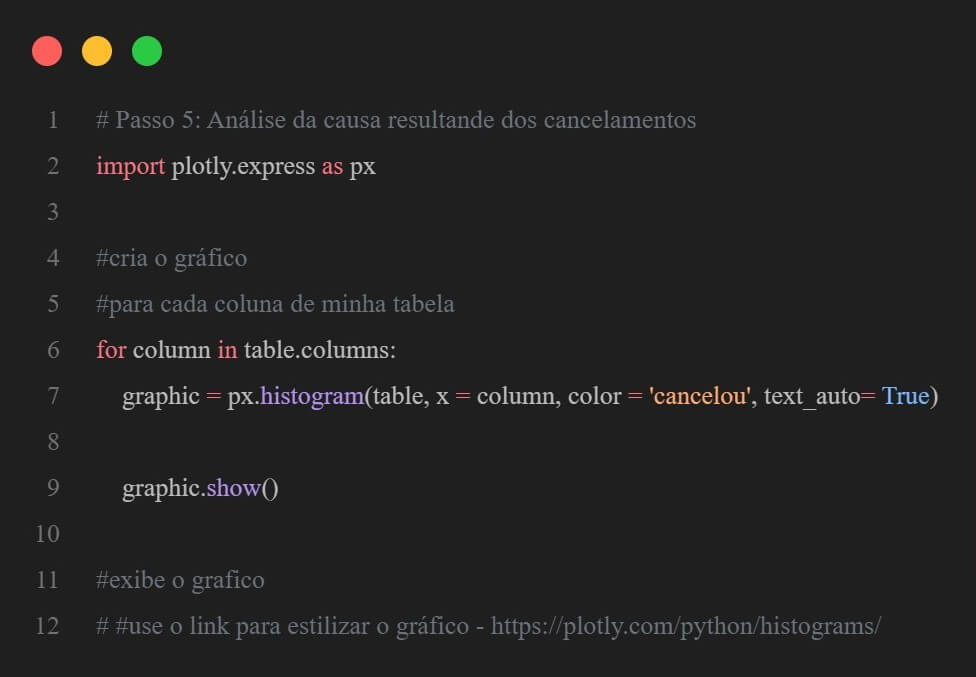 1 # Passo 5: Análise da causa resultande dos cancelamentos
2 import plotly.express as px
3
4 #cria o gráfico
5 #para cada coluna de minha tabela
6 for column in table.columns:
7     graphic = px.histogram(table, x = column, color = 'cancelou', text_auto= True)
8
9     graphic.show()
10
11 #exibe o grafico
12 # #use o link para estilizar o gráfico - https://plotly.com/python/histograms/